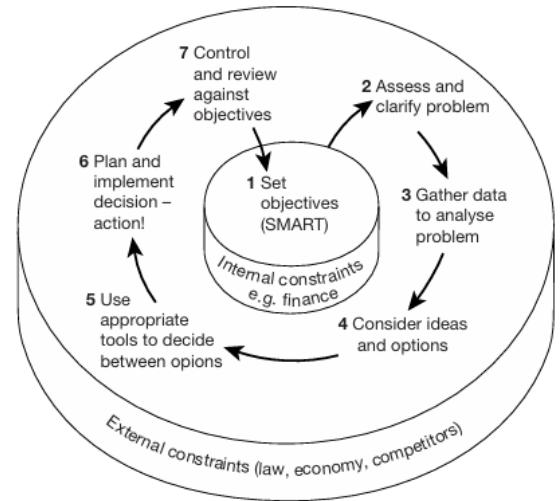 7 Control
and review
against
objectives
2 Assess and
clarify problem
6 Plan and
implement
decision –
action!
1 Set
objectives
(SMART)
3 Gather data
to analyse
problem
Internal constraints
e.g. finance
5 Use
appropriate
tools to decide
between opions
4 Consider ideas
and options
External constraints (law, economy, competitors)